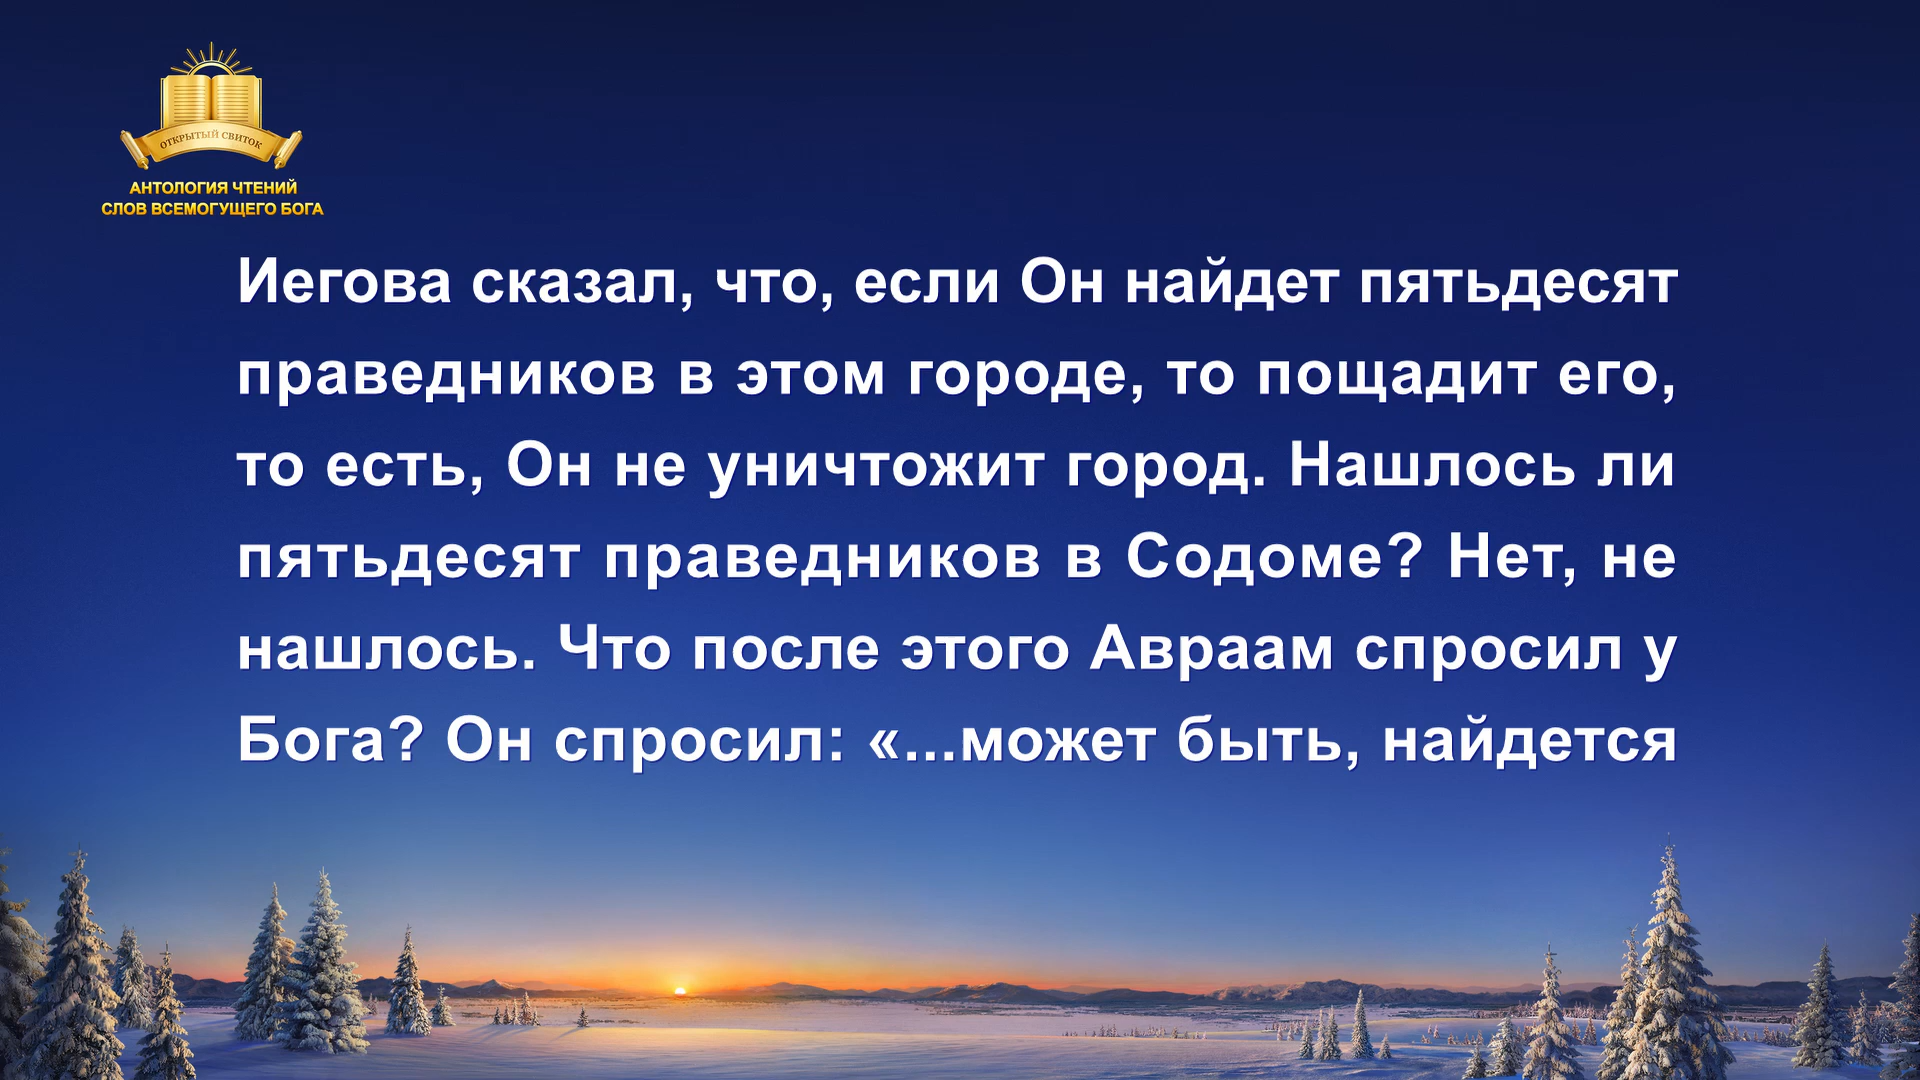 ОТКРЫТЫЙ СВИТОК
АНТОЛОГИЯ ЧТЕНИЙ
СЛОВ ВСЕМОГУЩЕГО БОГА
Иегова сказал, что, если Он найдет пятьдесят
праведников в этом городе, то пощадит его,
то есть, Он не уничтожит город. Нашлось ли
пятьдесят праведников в Содоме? Нет, не
нашлось. Что после этого Авраам спросил у
Бога? Он спросил: «...может быть, найдется